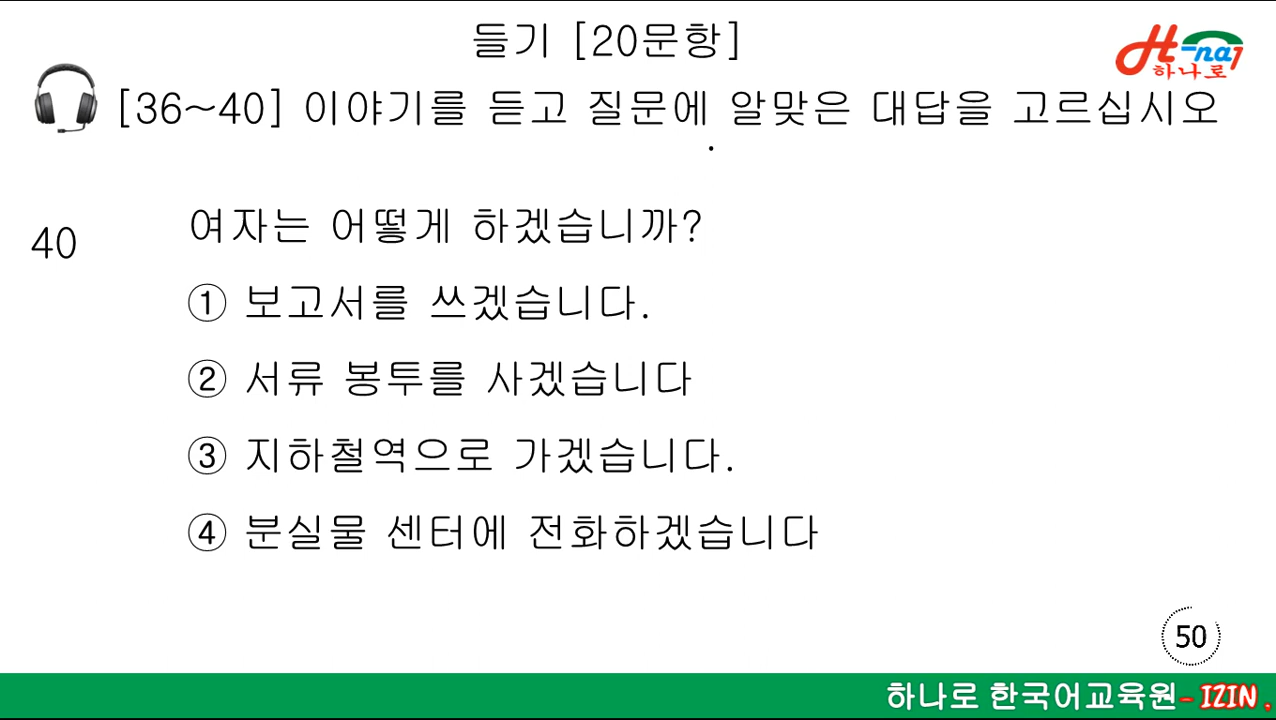 듣기 [20문항]
H-na1
하나로
[36~40] 이야기를 듣고 질문에 알맞은 대답을 고르십시오
.
40
여자는 어떻게 하겠습니까?
① 보고서를 쓰겠습니다.
② 서류 봉투를 사겠습니다
③ 지하철역으로 가겠습니다.
④ 분실물 센터에 전화하겠습니다
50
하나로 한국어교육원- IZIN .